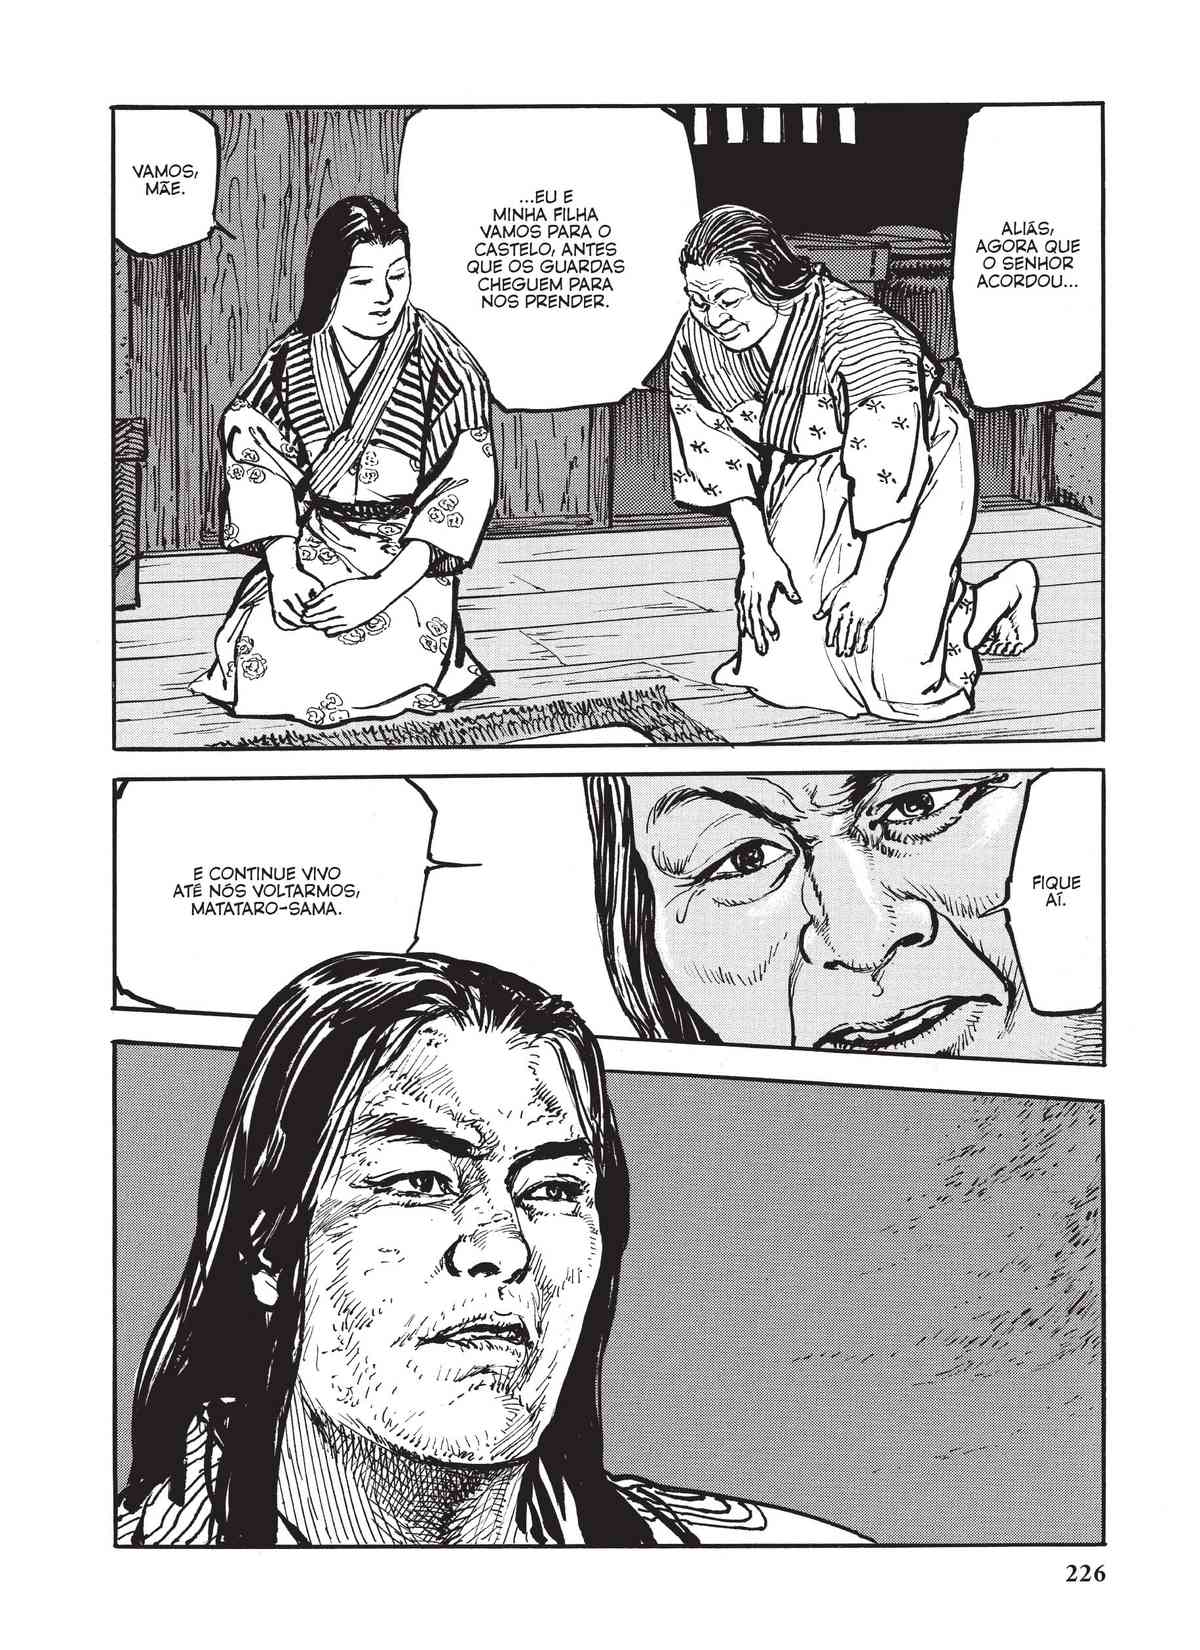 ALIÁS,
AGORA QUE
O SENHOR
ACORDOU...
...EU E
MINHA FILHA
VAMOS PARA O
CASTELO, ANTES
QUE OS GUARDAS
CHEGUEM PARA
NOS PRENDER.
VAMOS,
MÃE.
FIQUE
AÍ.
E CONTINUE VIVO
ATÉ NÓS VOLTARMOS,
MATATARO-SAMA.
226